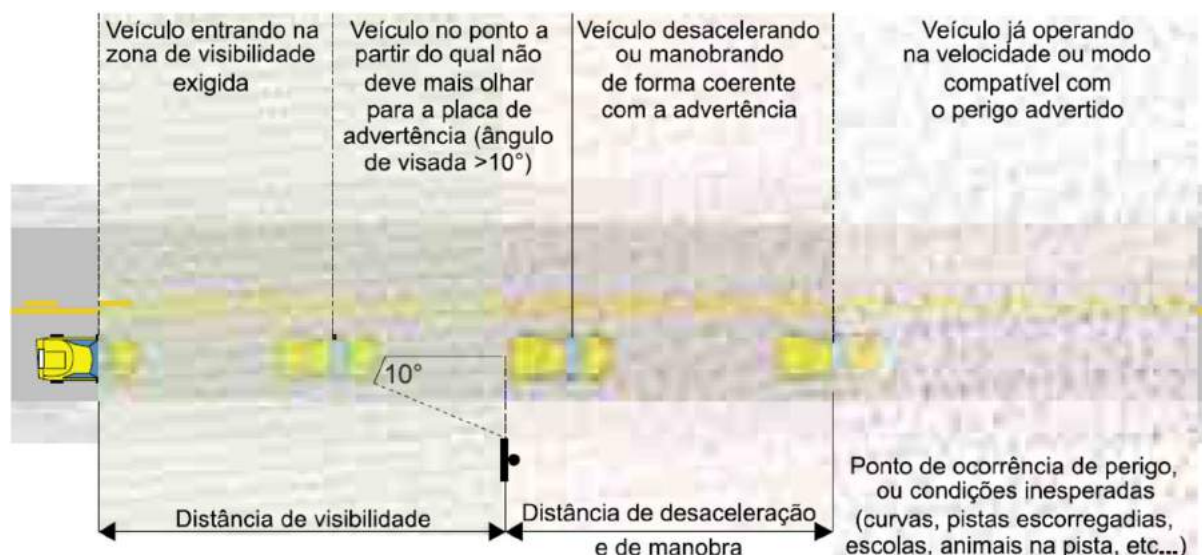 Veículo entrando na
zona de visibilidade
exigida
Veículo no ponto a
partir do qual não
deve mais olhar
para a placa de
advertência (ângulo
de visada >10°)
Veículo desacelerando
ou manobrando
de forma coerente
com a advertência
Veículo já operando
na velocidade ou modo
compatível com
o perigo advertido
10°
Distância de visibilidade
Distância de desaceleração
e de manobra
Ponto de ocorrência de perigo,
ou condições inesperadas
(curvas, pistas escorregadias,
escolas, animais na pista, etc...)